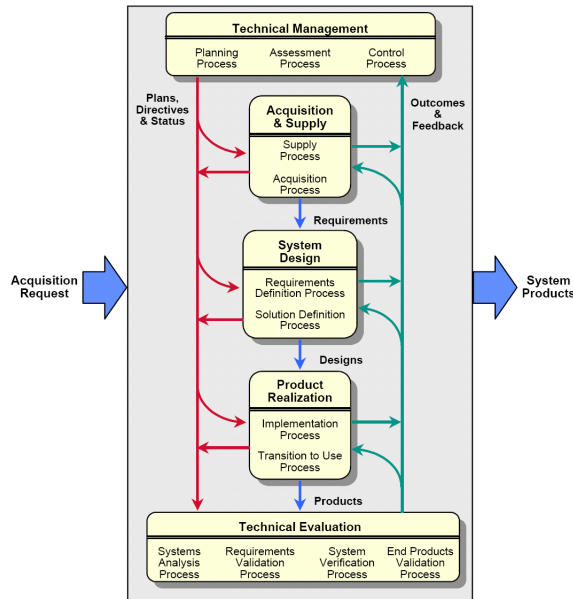 Technical Management
Planning Process
Assessment Process
Control Process
Plans,
Directives
& Status
Outcomes
&
Feedback
Acquisition
& Supply
Supply
Process
Acquisition
Process
Requirements
Acquisition
Request
System
Products
System
Design
Requirements
Definition Process
Solution Definition
Process
Designs
Product
Realization
Implementation
Process
Transition to Use
Process
Products
Technical Evaluation
Systems
Analysis
Process
Requirements
Validation
Process
System
Verification
Process
End Products
Validation
Process